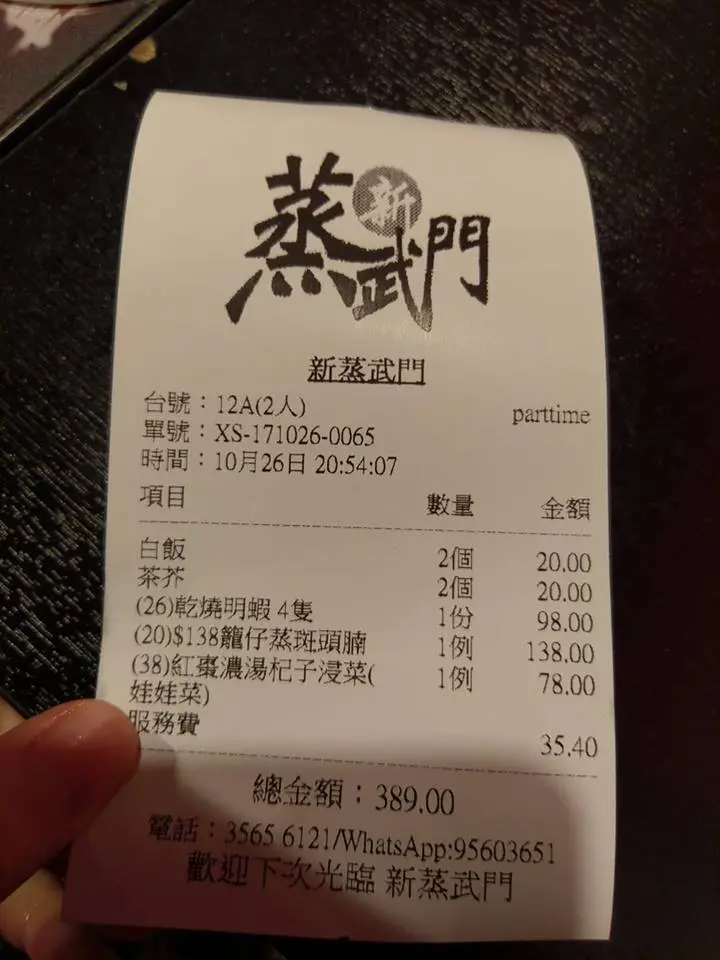 蒸新武門
新蒸武門
台號：12A(2人) parttime
單號：XS-171026-0065
時間：10月26日 20:54:07
項目 數量 金額
白飯 2個 20.00
茶芥 2個 20.00
(26)乾燒明蝦 4隻 1份 98.00
(20)$138籠仔蒸斑頭腩 1例 138.00
(38)紅棗濃湯杞子浸菜( 1例 78.00
娃娃菜)
服務費 35.40
總金額：389.00
電話：3565 6121/WhatsApp:95603651
歡迎下次光臨 新蒸武門